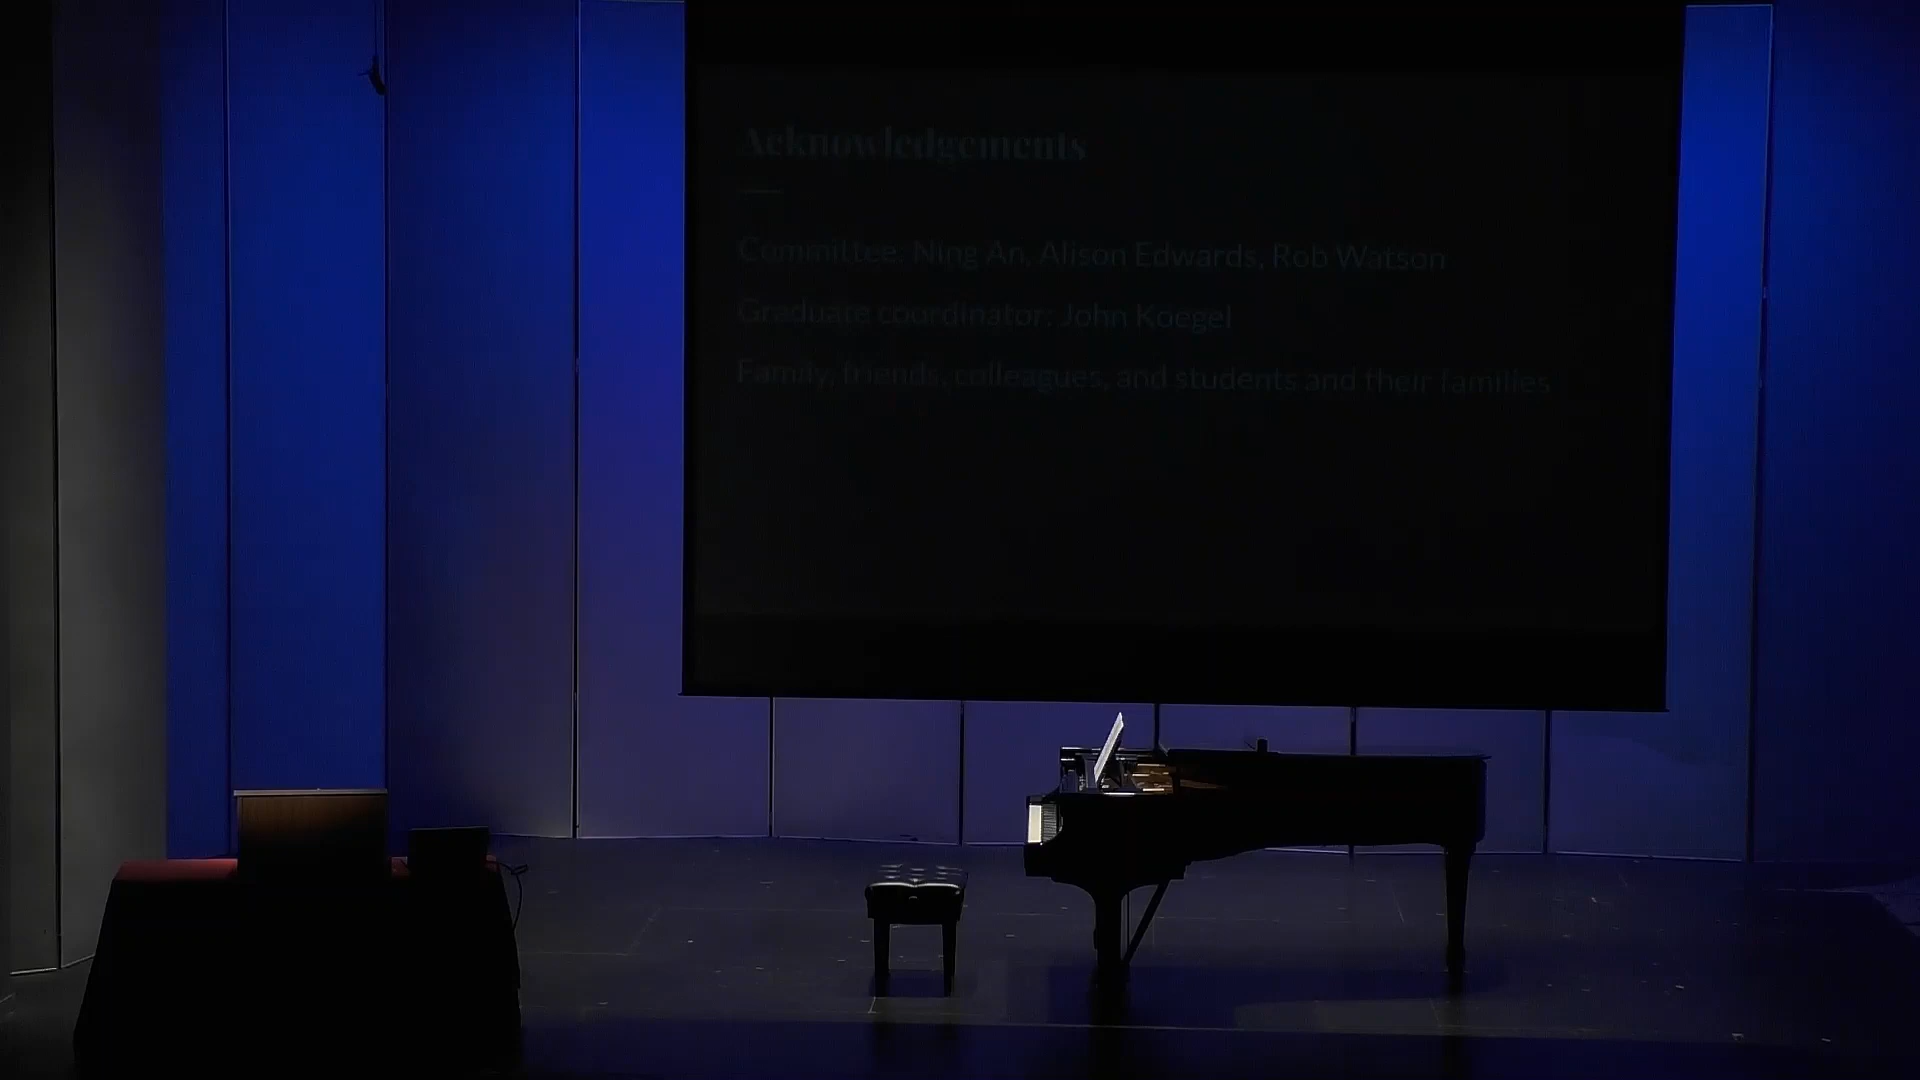 Acknowledgements
Committee: Ning An, Alison Edwards, Rob Watson
Graduate coordinator: John Koegel
Family, friends, colleagues, and students and their families